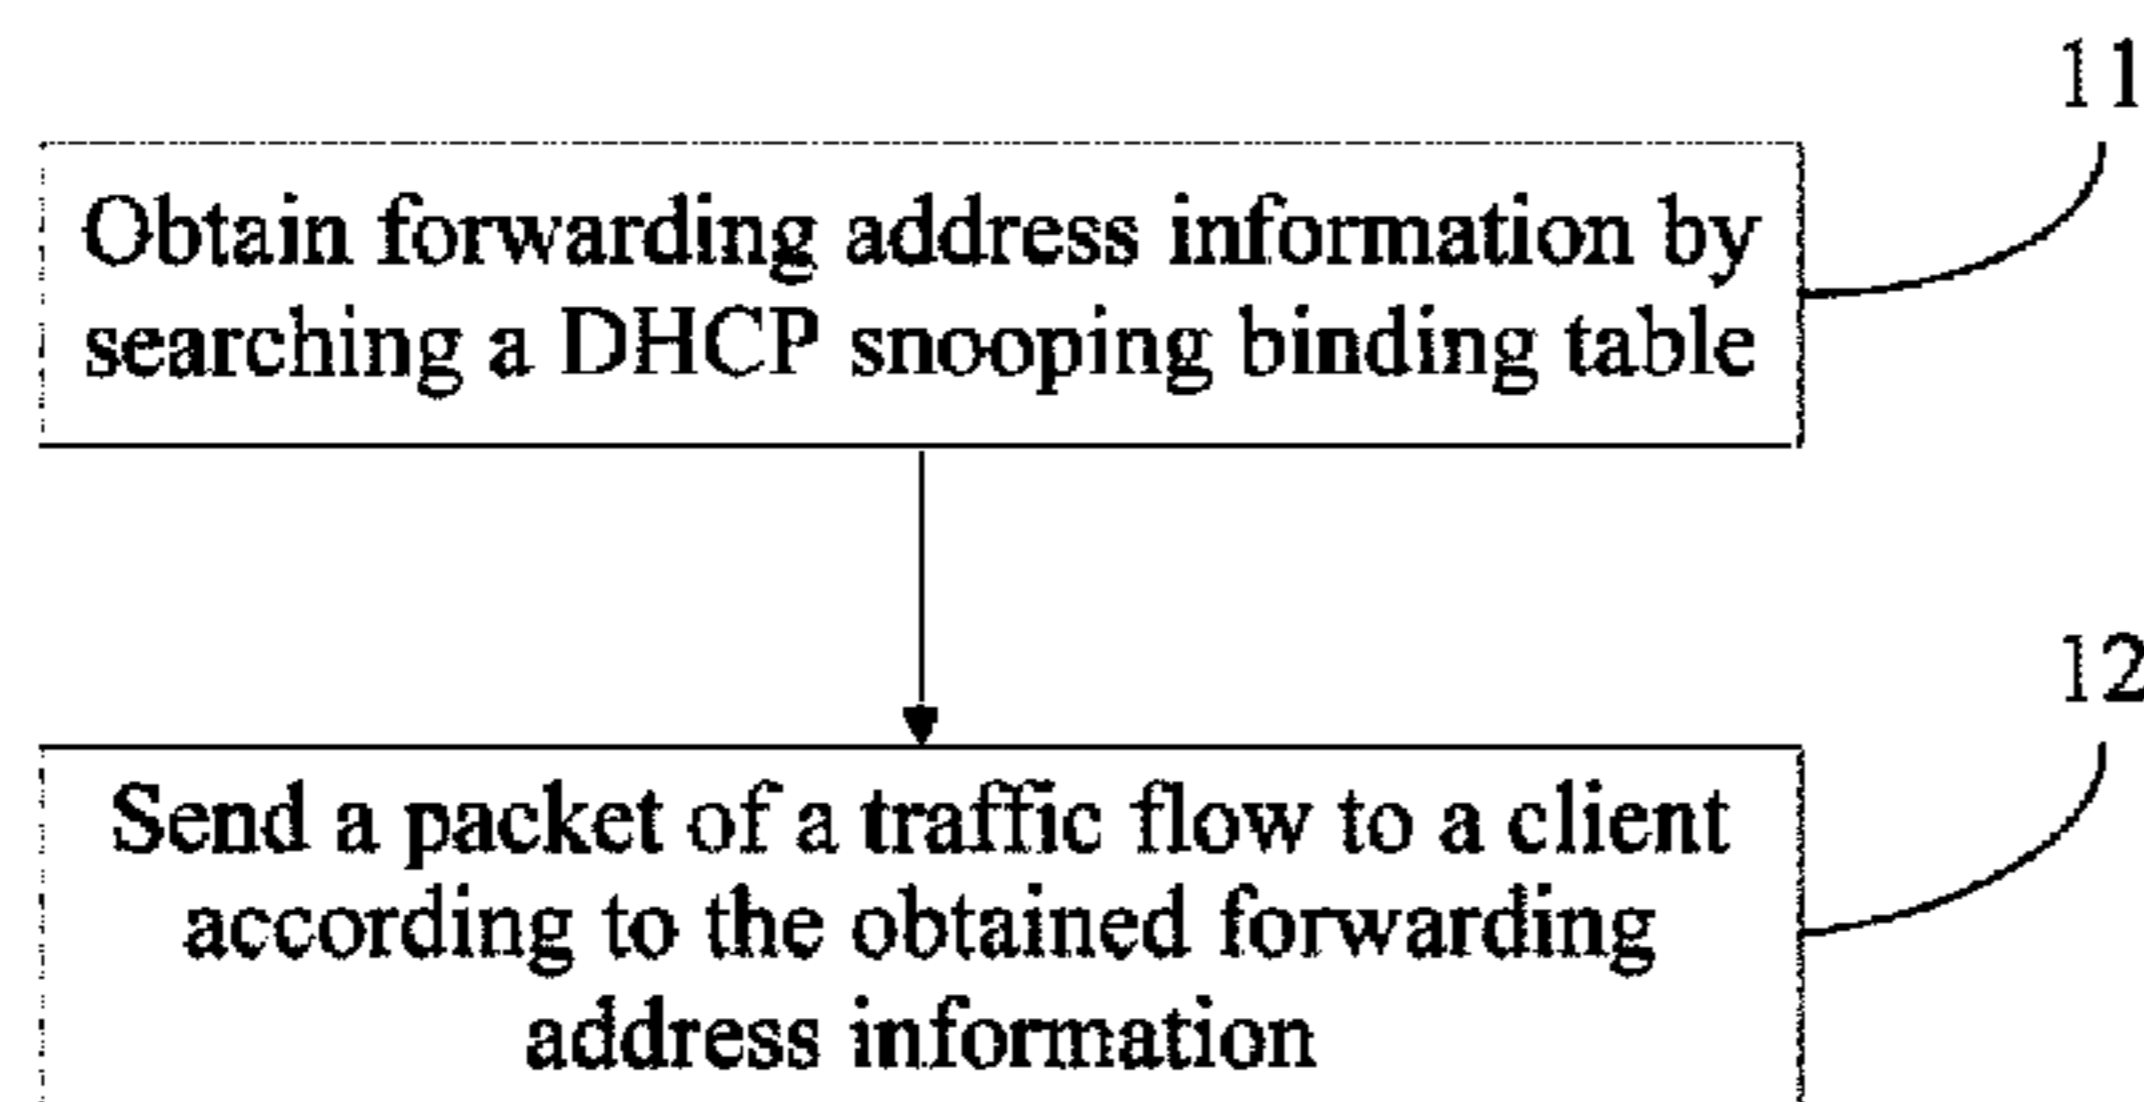 11
Obtain forwarding address information by
searching a DHCP snooping binding table
12
Send a packet of a traffic flow to a client
according to the obtained forwarding
address information